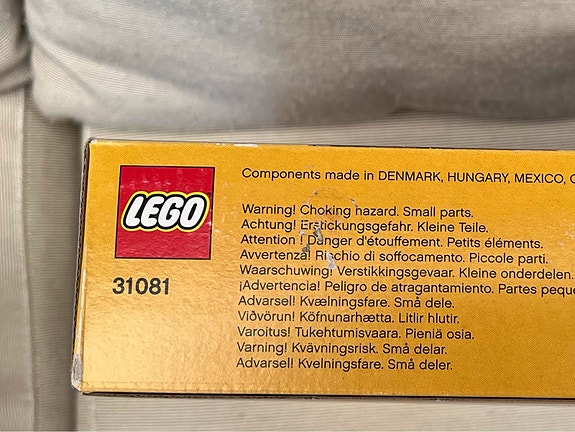 LEGO
31081
Components made in DENMARK, HUNGARY, MEXICO,
Warning! Choking hazard. Small parts.
Achtung! Erstickungsgefahr. Kleine Teile.
Attention ! Danger d'étouffement. Petits éléments.
Avvertenza! Rischio di soffocamento. Piccole parti.
Waarschuwing! Verstikkingsgevaar. Kleine onderdelen.
¡Advertencia! Peligro de atragantamiento. Partes peque
Advarsel! Kvælningsfare. Små dele.
Viðvörun! Köfnunarhætta. Litlir hlutir.
Varoitus! Tukehtumisvaara. Pieniä osia.
Varning! Kvävningsrisk. Små delar.
Advarsel! Kvelningsfare. Små deler.